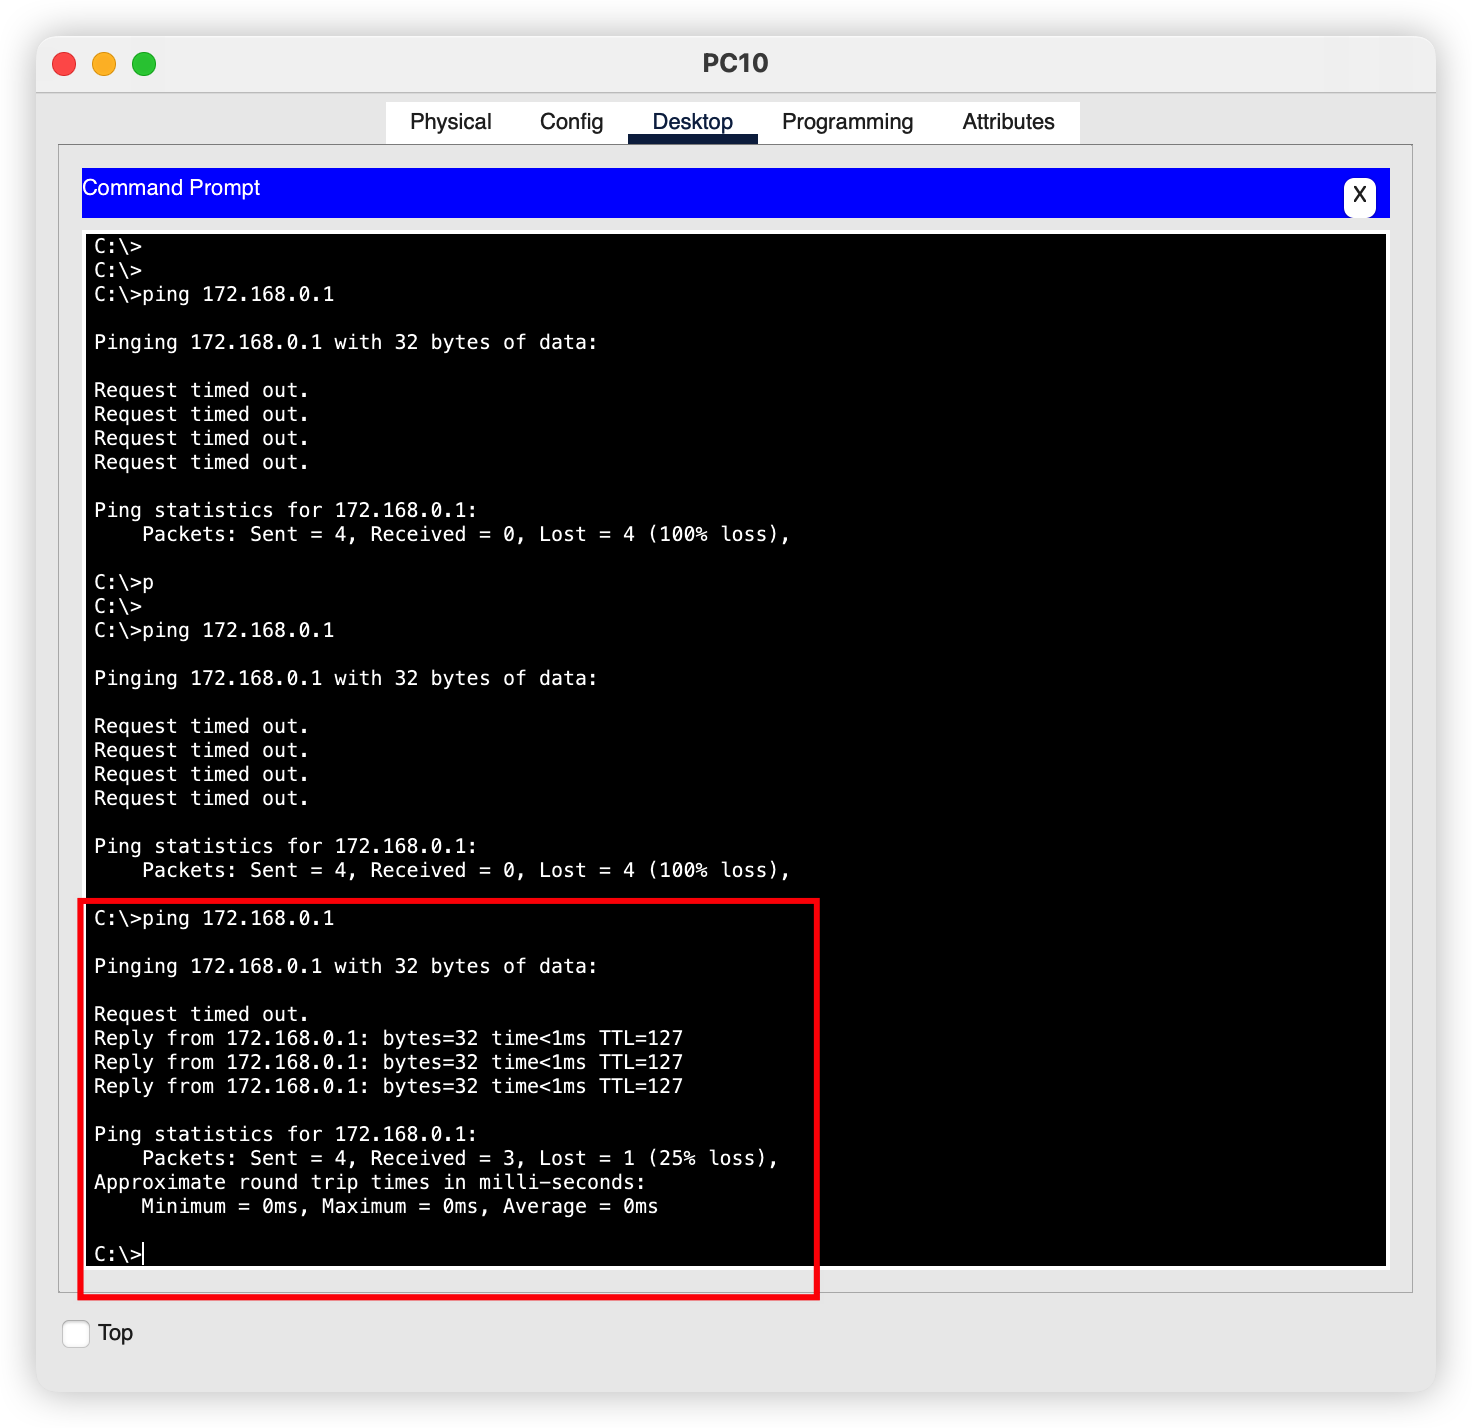 PC10
Physical Config Desktop Programming Attributes
Command Prompt
X
C:\>
C:\>
C:\>ping 172.168.0.1
Pinging 172.168.0.1 with 32 bytes of data:
Request timed out.
Request timed out.
Request timed out.
Request timed out.
Ping statistics for 172.168.0.1:
    Packets: Sent = 4, Received = 0, Lost = 4 (100% loss),
C:\>p
C:\>
C:\>ping 172.168.0.1
Pinging 172.168.0.1 with 32 bytes of data:
Request timed out.
Request timed out.
Request timed out.
Request timed out.
Ping statistics for 172.168.0.1:
    Packets: Sent = 4, Received = 0, Lost = 4 (100% loss),
C:\>ping 172.168.0.1
Pinging 172.168.0.1 with 32 bytes of data:
Request timed out.
Reply from 172.168.0.1: bytes=32 time<1ms TTL=127
Reply from 172.168.0.1: bytes=32 time<1ms TTL=127
Reply from 172.168.0.1: bytes=32 time<1ms TTL=127
Ping statistics for 172.168.0.1:
    Packets: Sent = 4, Received = 3, Lost = 1 (25% loss),
Approximate round trip times in milli-seconds:
    Minimum = 0ms, Maximum = 0ms, Average = 0ms
C:\>
Top